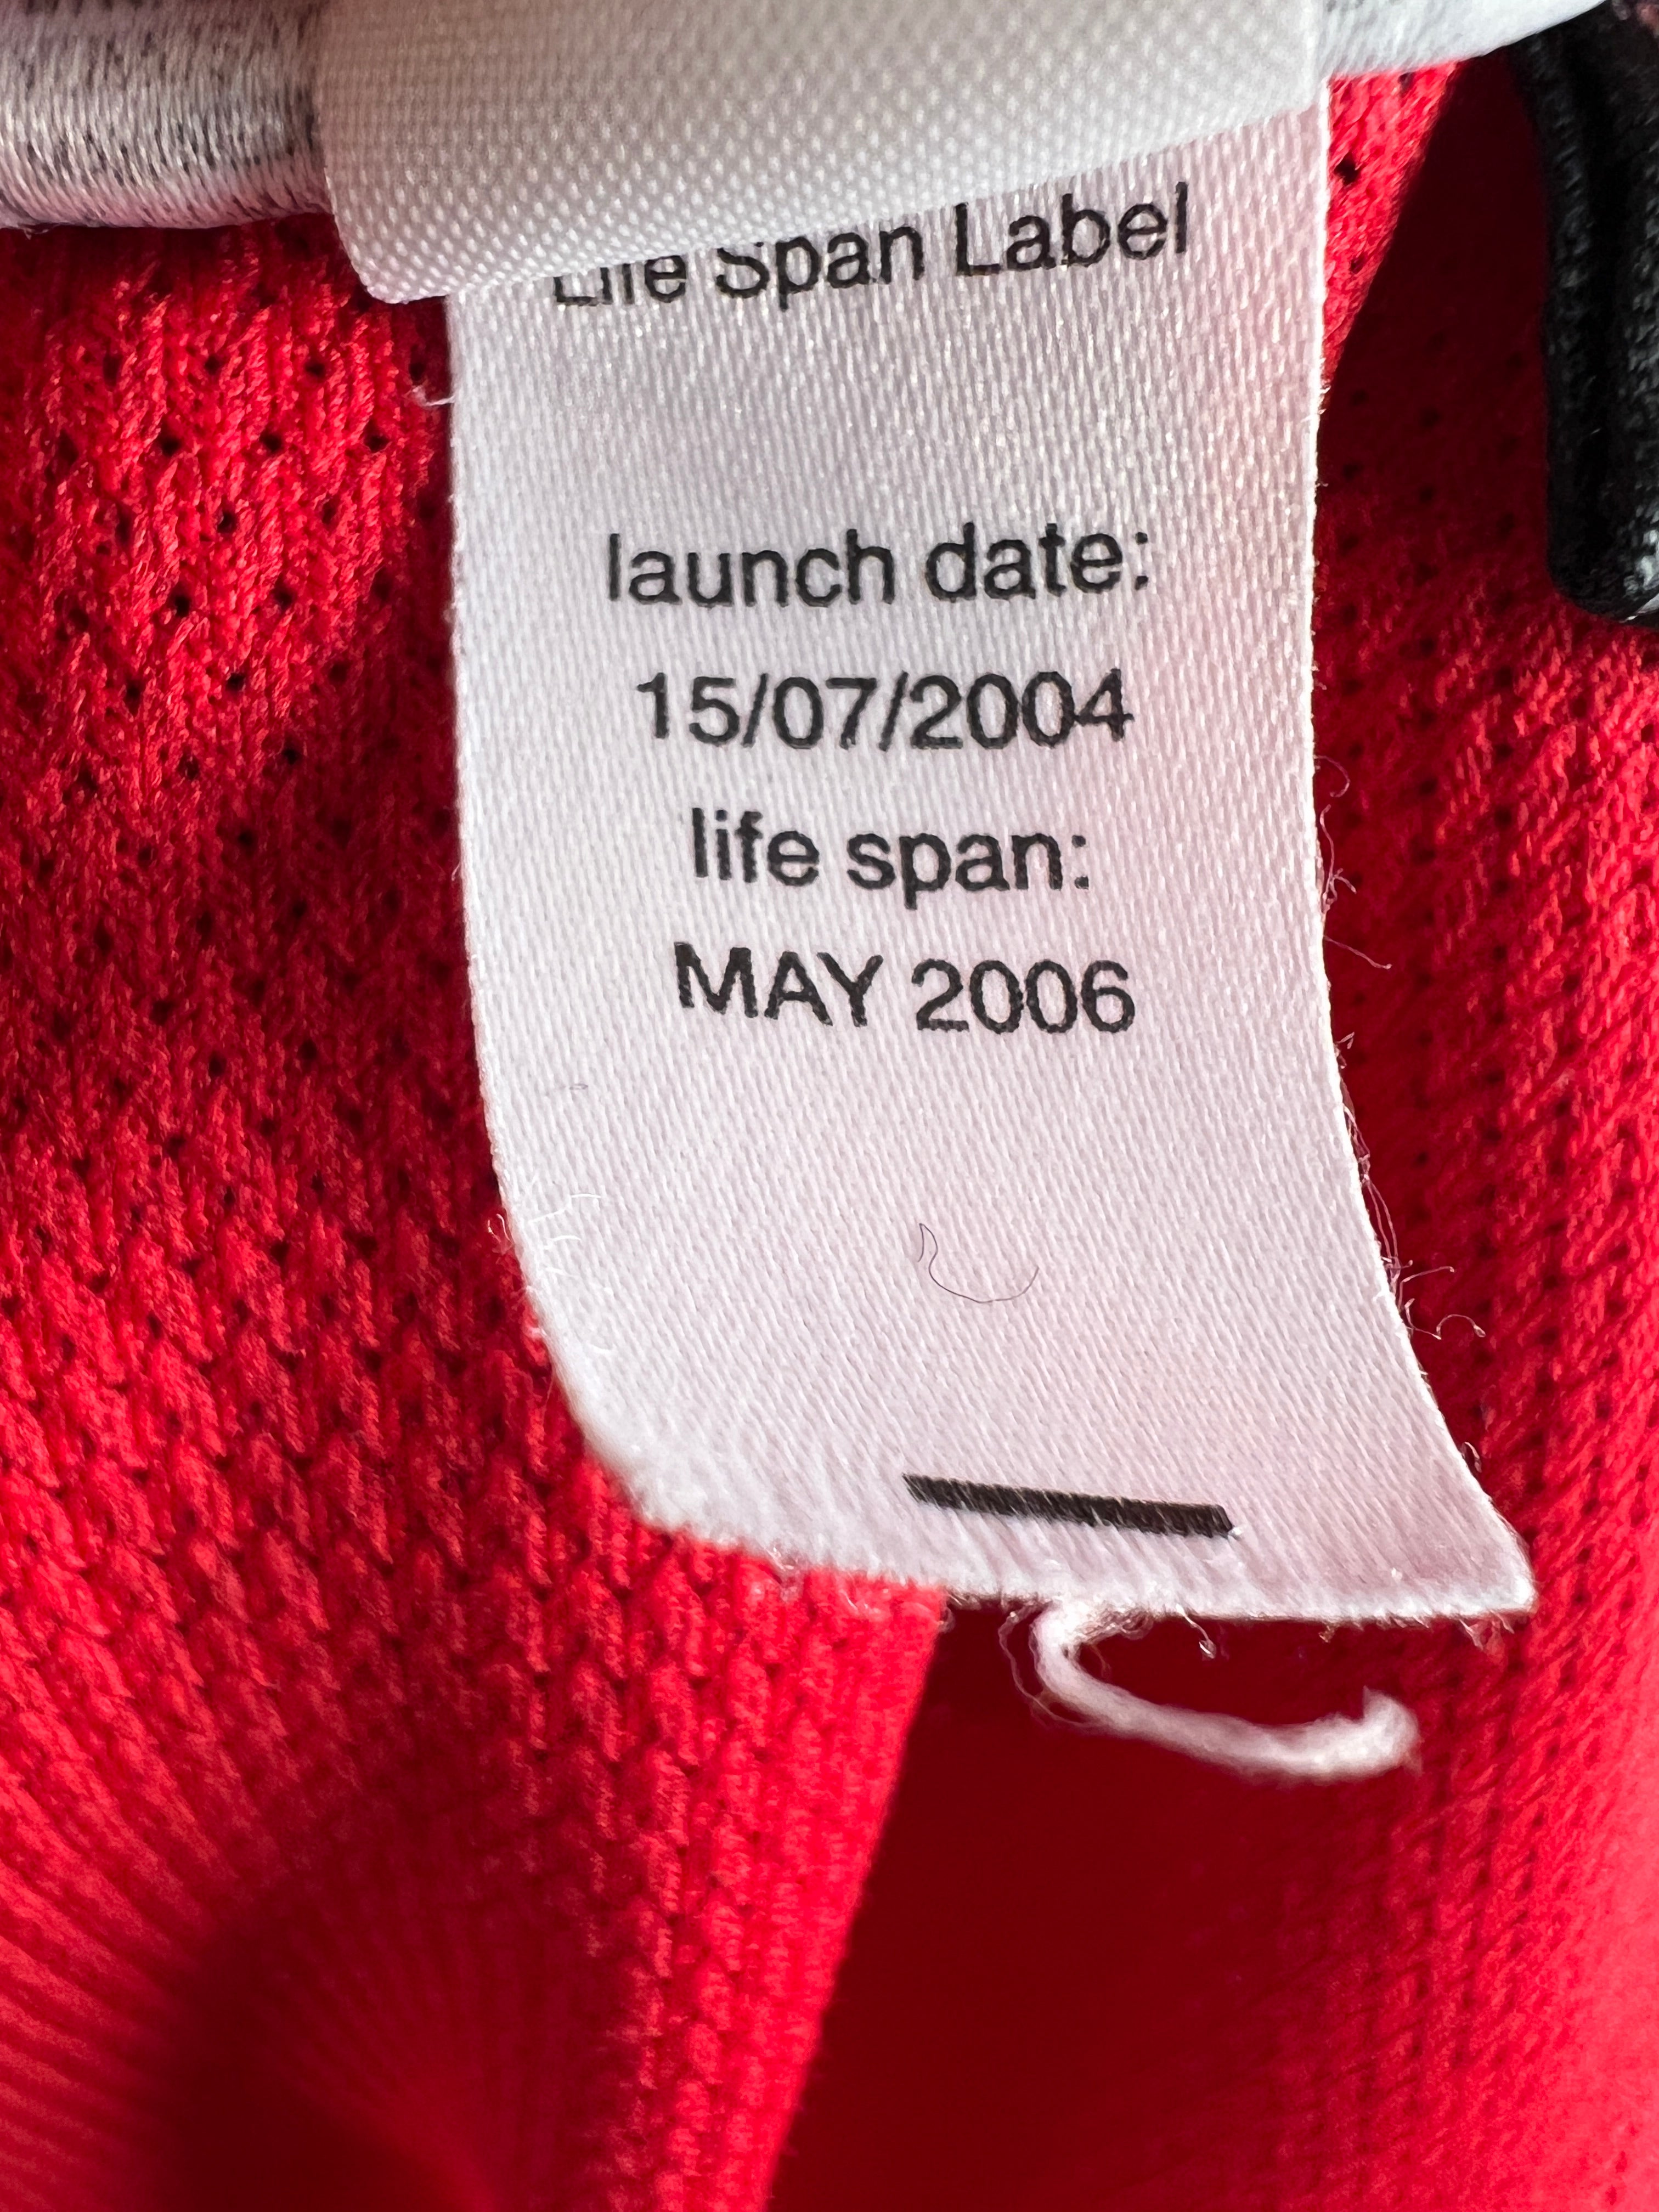 Life Span Label
launch date:
15/07/2004
life span:
MAY 2006